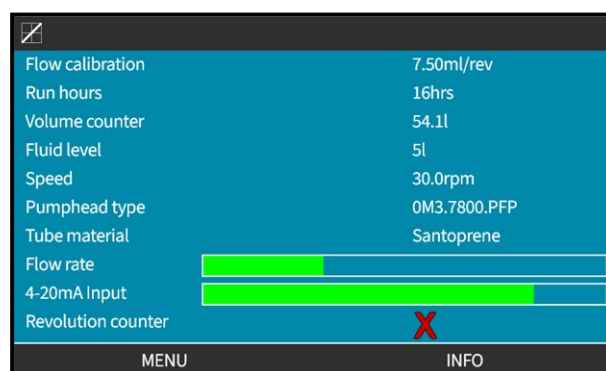 Flow calibration 7.50ml/rev
Run hours 16hrs
Volume counter 54.1l
Fluid level 5l
Speed 30.0rpm
Pumphead type 0M3.7800.PFP
Tube material Santoprene
Flow rate
4-20mA Input
Revolution counter X
MENU INFO